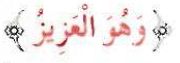 ﴿ وَهُوَ الْعَزِيزُ ﴾